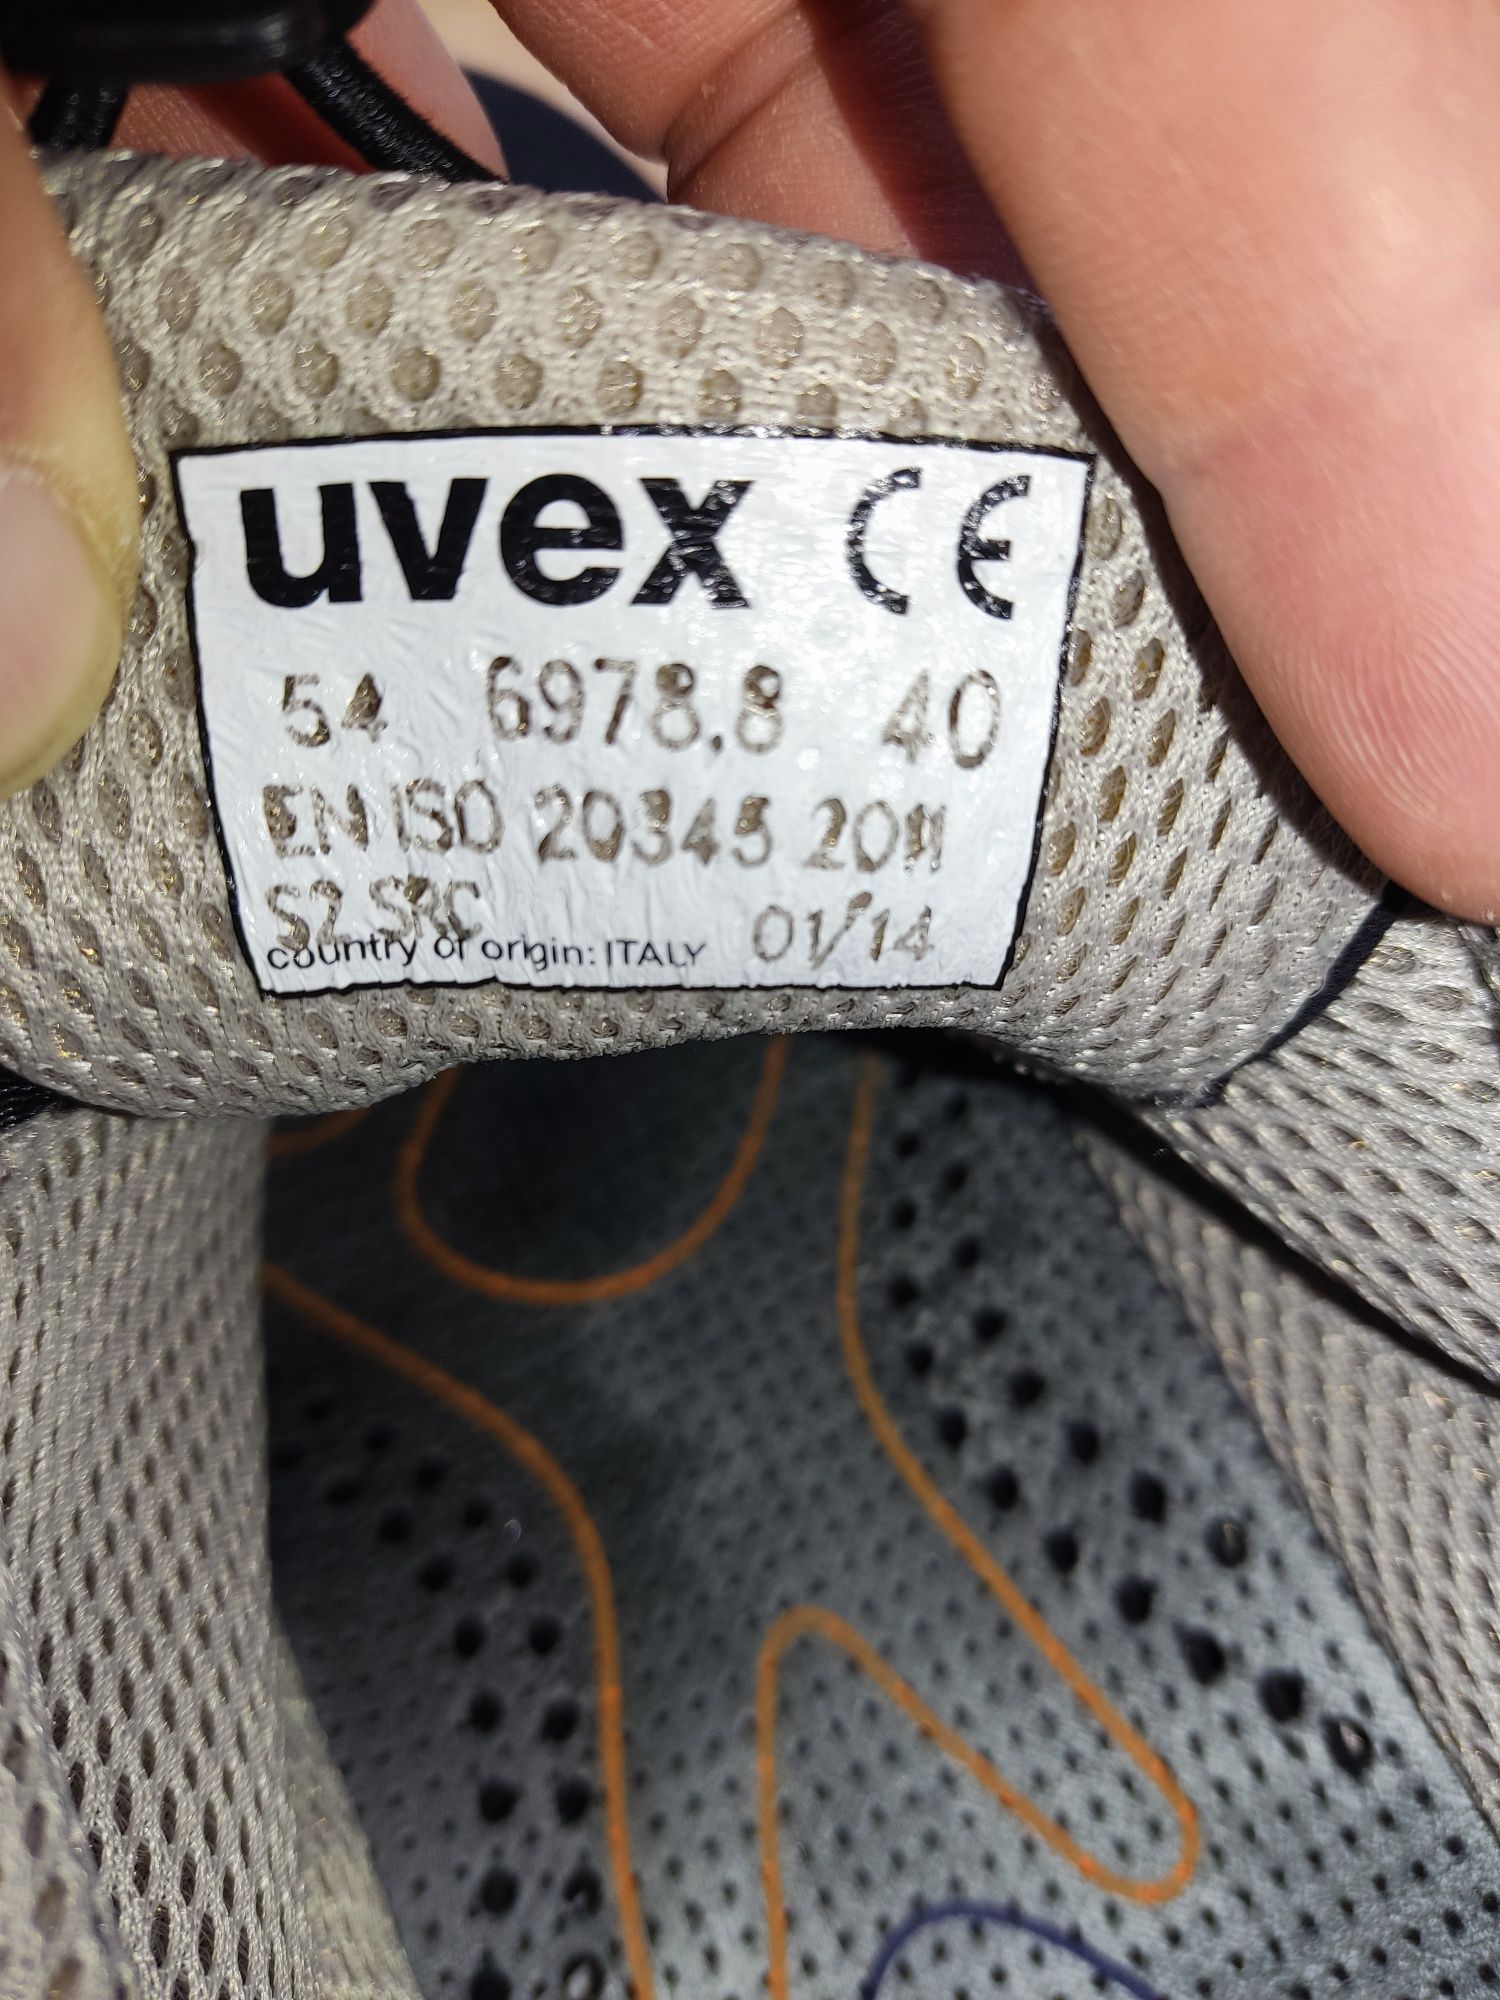 uvex CE
54 6978.8 40
EN ISO 20345 2011
S2 SRC
country of origin: ITALY 01/14